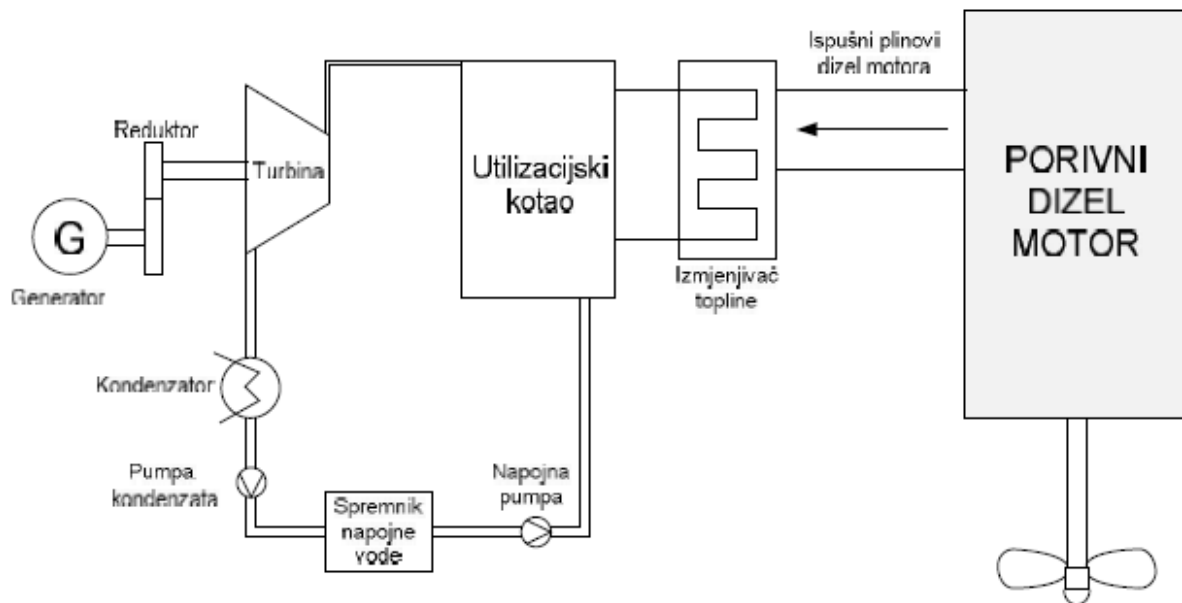 Ispušni plinovii
dizel motora
Reduktor
Turbina
Utilizacijski
kotao
PORIVNI
DIZEL
MOTOR
G
Generator
Izmjenjivač
topline
Kondenzator
Pumpa
kondenzata
Napojna
pumpa
Spremnik
napojne
vode